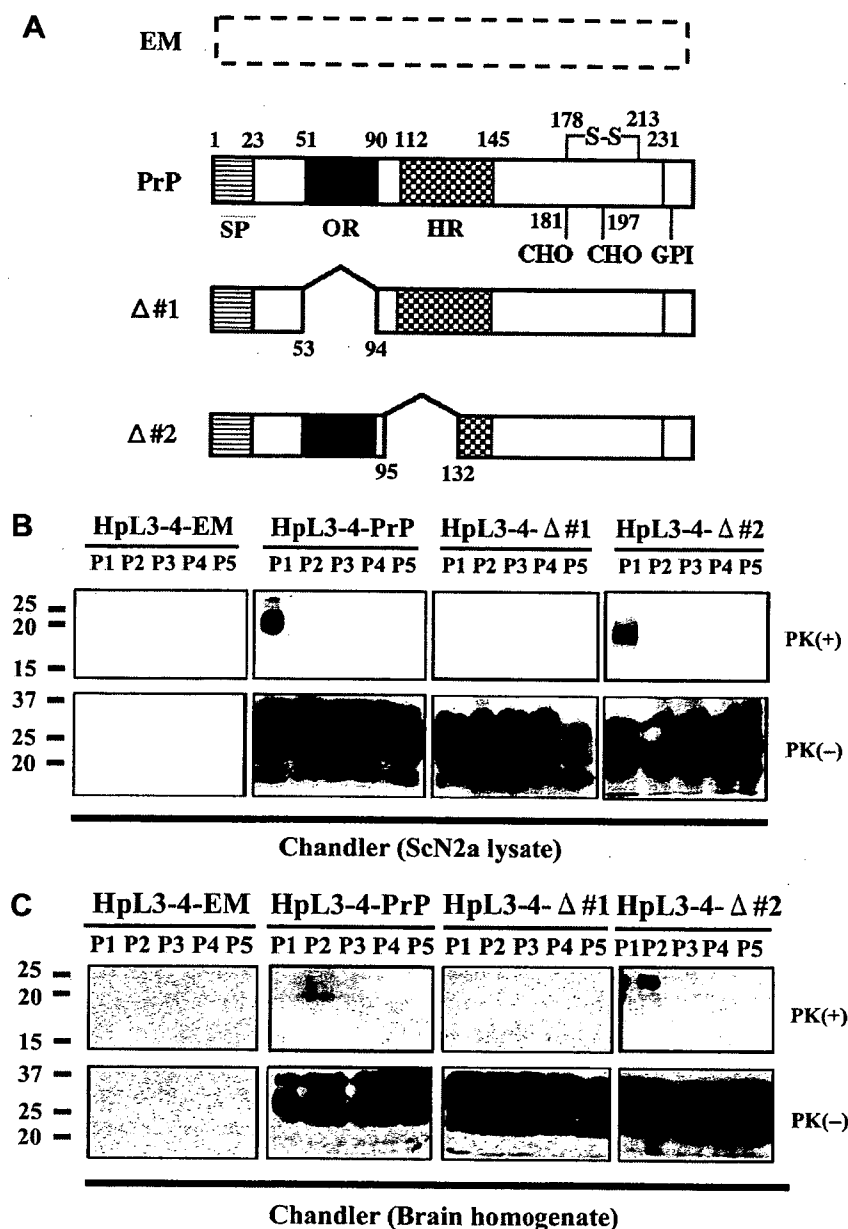 A
EM
178 213
1 23 51 90 112 145 S-S 231
PrP
SP OR HR 181 197
CHO CHO GPI
Δ#1
53 94
Δ#2
95 132
B
HpL3-4-EM HpL3-4-PrP HpL3-4-Δ#1 HpL3-4-Δ#2
P1 P2 P3 P4 P5 P1 P2 P3 P4 P5 P1 P2 P3 P4 P5 P1 P2 P3 P4 P5
25
20
15
PK(+)
37
25
20
PK(–)
Chandler (ScN2a lysate)
C
HpL3-4-EM HpL3-4-PrP HpL3-4-Δ#1 HpL3-4-Δ#2
P1 P2 P3 P4 P5 P1 P2 P3 P4 P5 P1 P2 P3 P4 P5 P1 P2 P3 P4 P5
25
20
15
PK(+)
37
25
20
PK(–)
Chandler (Brain homogenate)